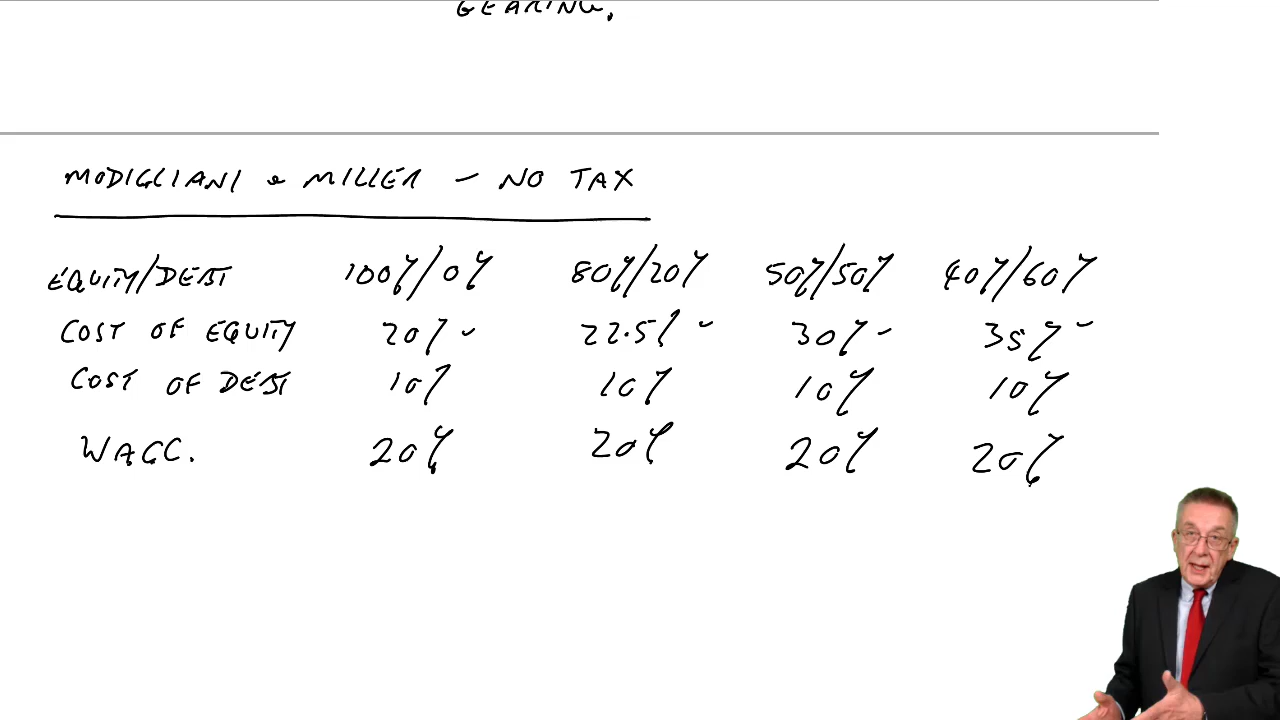 GEARING.
MODIGLIANI & MILLER - NO TAX
EQUITY/DEBT 100%/0% 80%/20% 50%/50% 40%/60%
COST OF EQUITY 20% 22.5% 30% 35%
COST OF DEBT 10% 10% 10% 10%
WACC. 20% 20% 20% 20%